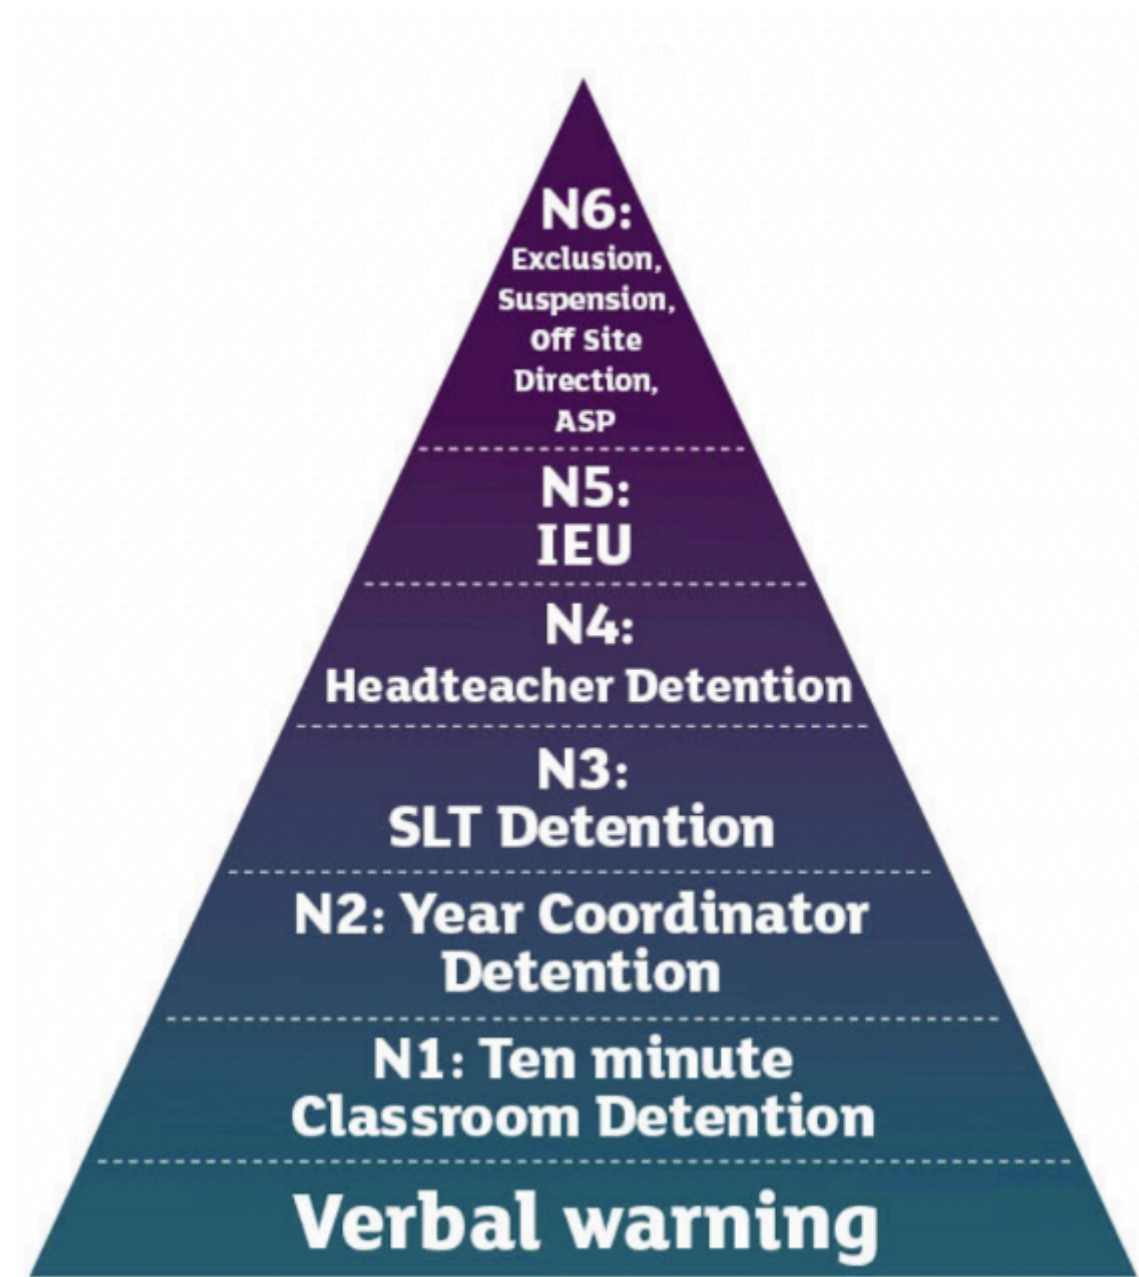 N6:
Exclusion,
Suspension,
Off Site
Direction,
ASP
N5:
IEU
N4:
Headteacher Detention
N3:
SLT Detention
N2: Year Coordinator
Detention
N1: Ten minute
Classroom Detention
Verbal warning